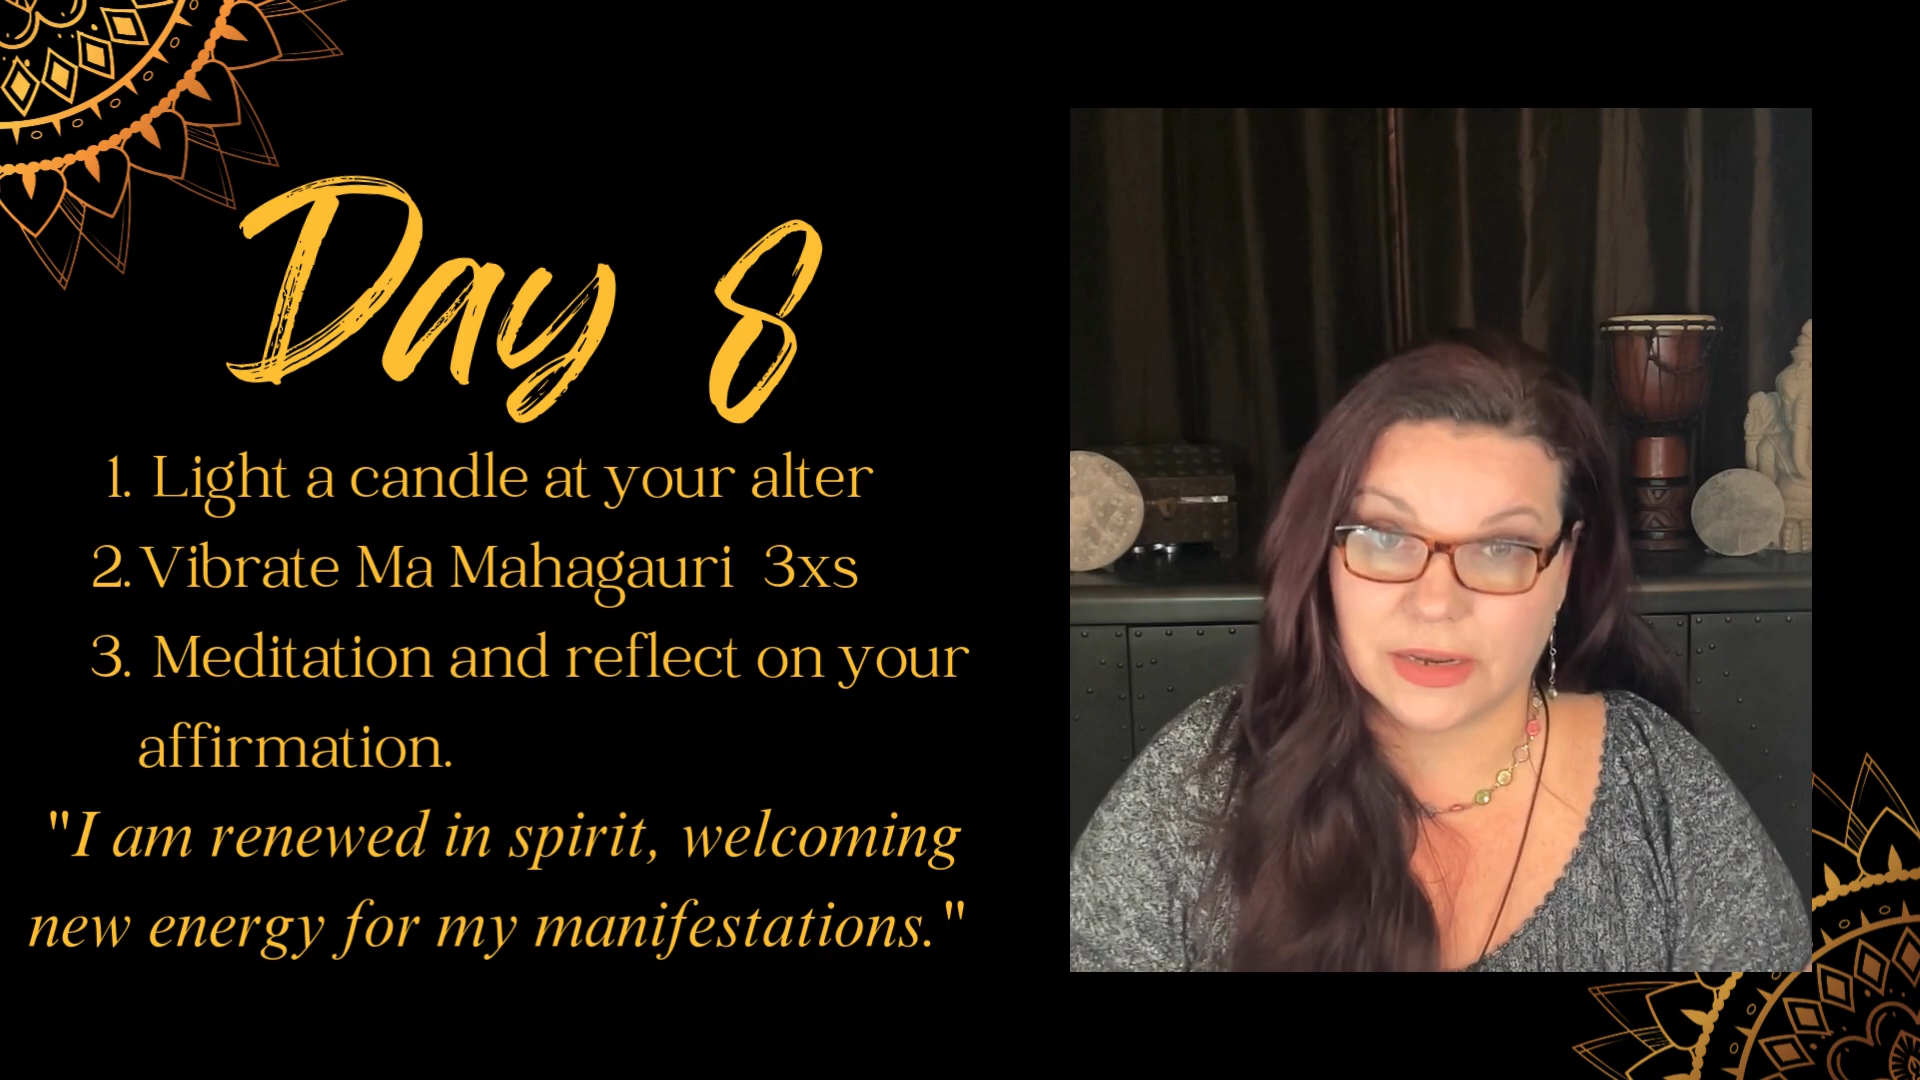 Day 8
1. Light a candle at your alter
2. Vibrate Ma Mahagauri 3xs
3. Meditation and reflect on your
affirmation.
"I am renewed in spirit, welcoming
new energy for my manifestations."